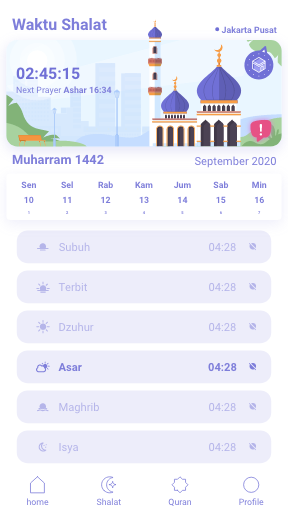 Waktu Shalat
Jakarta Pusat
02:45:15
Next Prayer Ashar 16:34
!
Muharram 1442
September 2020
Sen Sel Rab Kam Jum Sab Min
10 11 12 13 14 15 16
1 2 3 4 5 6 7
Subuh 04:28
Terbit 04:28
Dzuhur 04:28
Asar 04:28
Maghrib 04:28
Isya 04:28
home Shalat Quran Profile